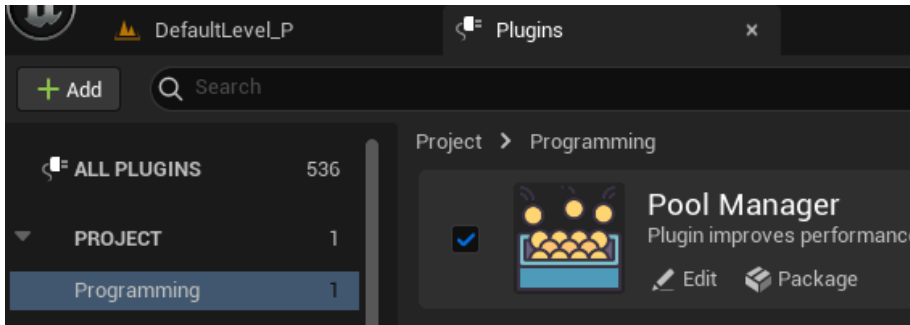 DefaultLevel_P
Plugins
Add
Search
Project > Programming
ALL PLUGINS 536
Pool Manager
Plugin improves performance
PROJECT 1
Edit Package
Programming 1